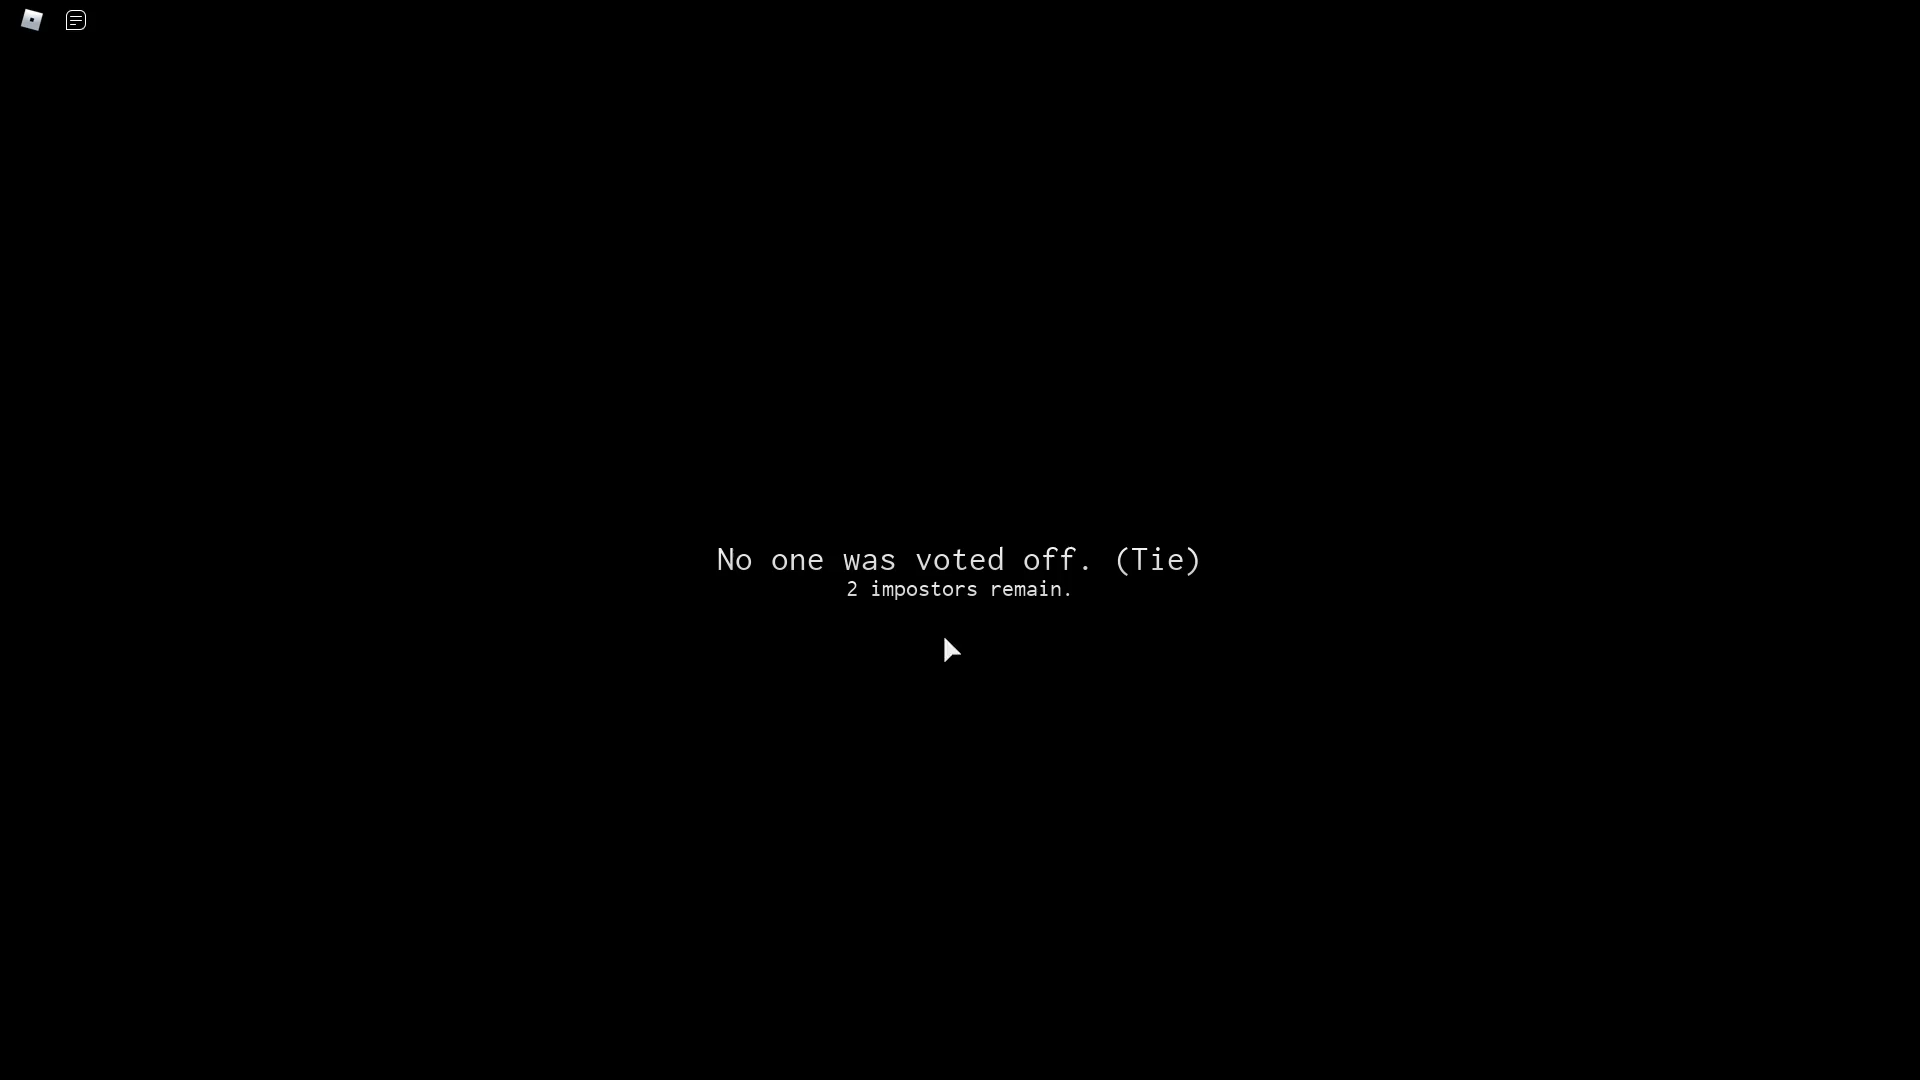 No one was voted off. (Tie)
2 impostors remain.